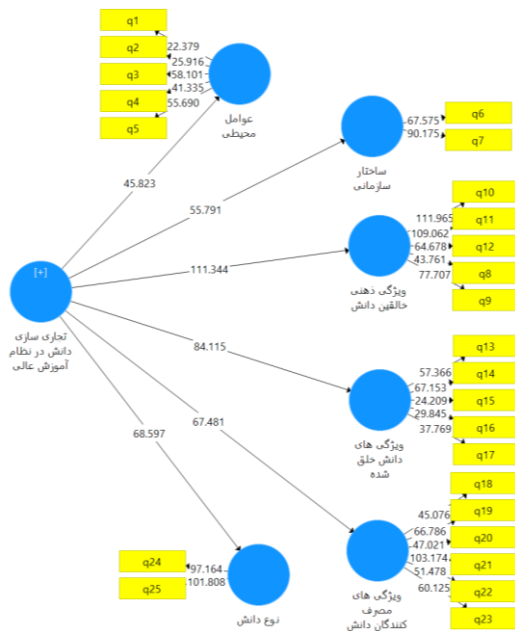 q1
q2
q3
q4
q5
22.379
25.916
58.101
41.335
55.690
عوامل
محیطی
q6
q7
67.575
90.175
ساختار
سازمانی
q10
q11
q12
q8
q9
111.965
109.062
64.678
43.761
77.707
ویژگی ذهنی
خالقین دانش
45.823
55.791
111.344
84.115
67.481
68.597
[+]
تجاری سازی
دانش در نظام
آموزش عالی
q13
q14
q15
q16
q17
57.366
67.153
24.209
29.845
37.769
ویژگی های
دانش خلق
شده
q18
q19
q20
q21
q22
q23
45.076
66.786
47.021
103.174
51.478
60.125
ویژگی های
مصرف
کنندگان دانش
q24
q25
97.164
101.808
نوع دانش